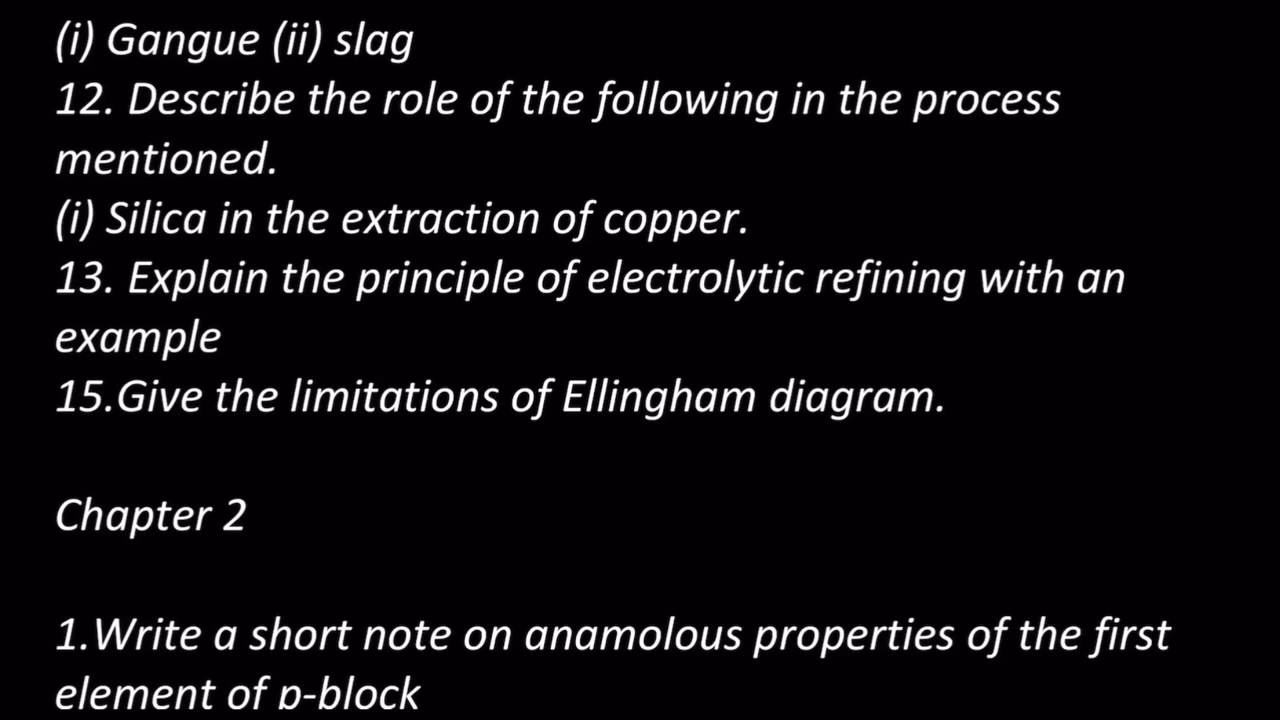 (i) Gangue (ii) slag
12. Describe the role of the following in the process
mentioned.
(i) Silica in the extraction of copper.
13. Explain the principle of electrolytic refining with an
example
15.Give the limitations of Ellingham diagram.
Chapter 2
1.Write a short note on anamolous properties of the first
element of p-block